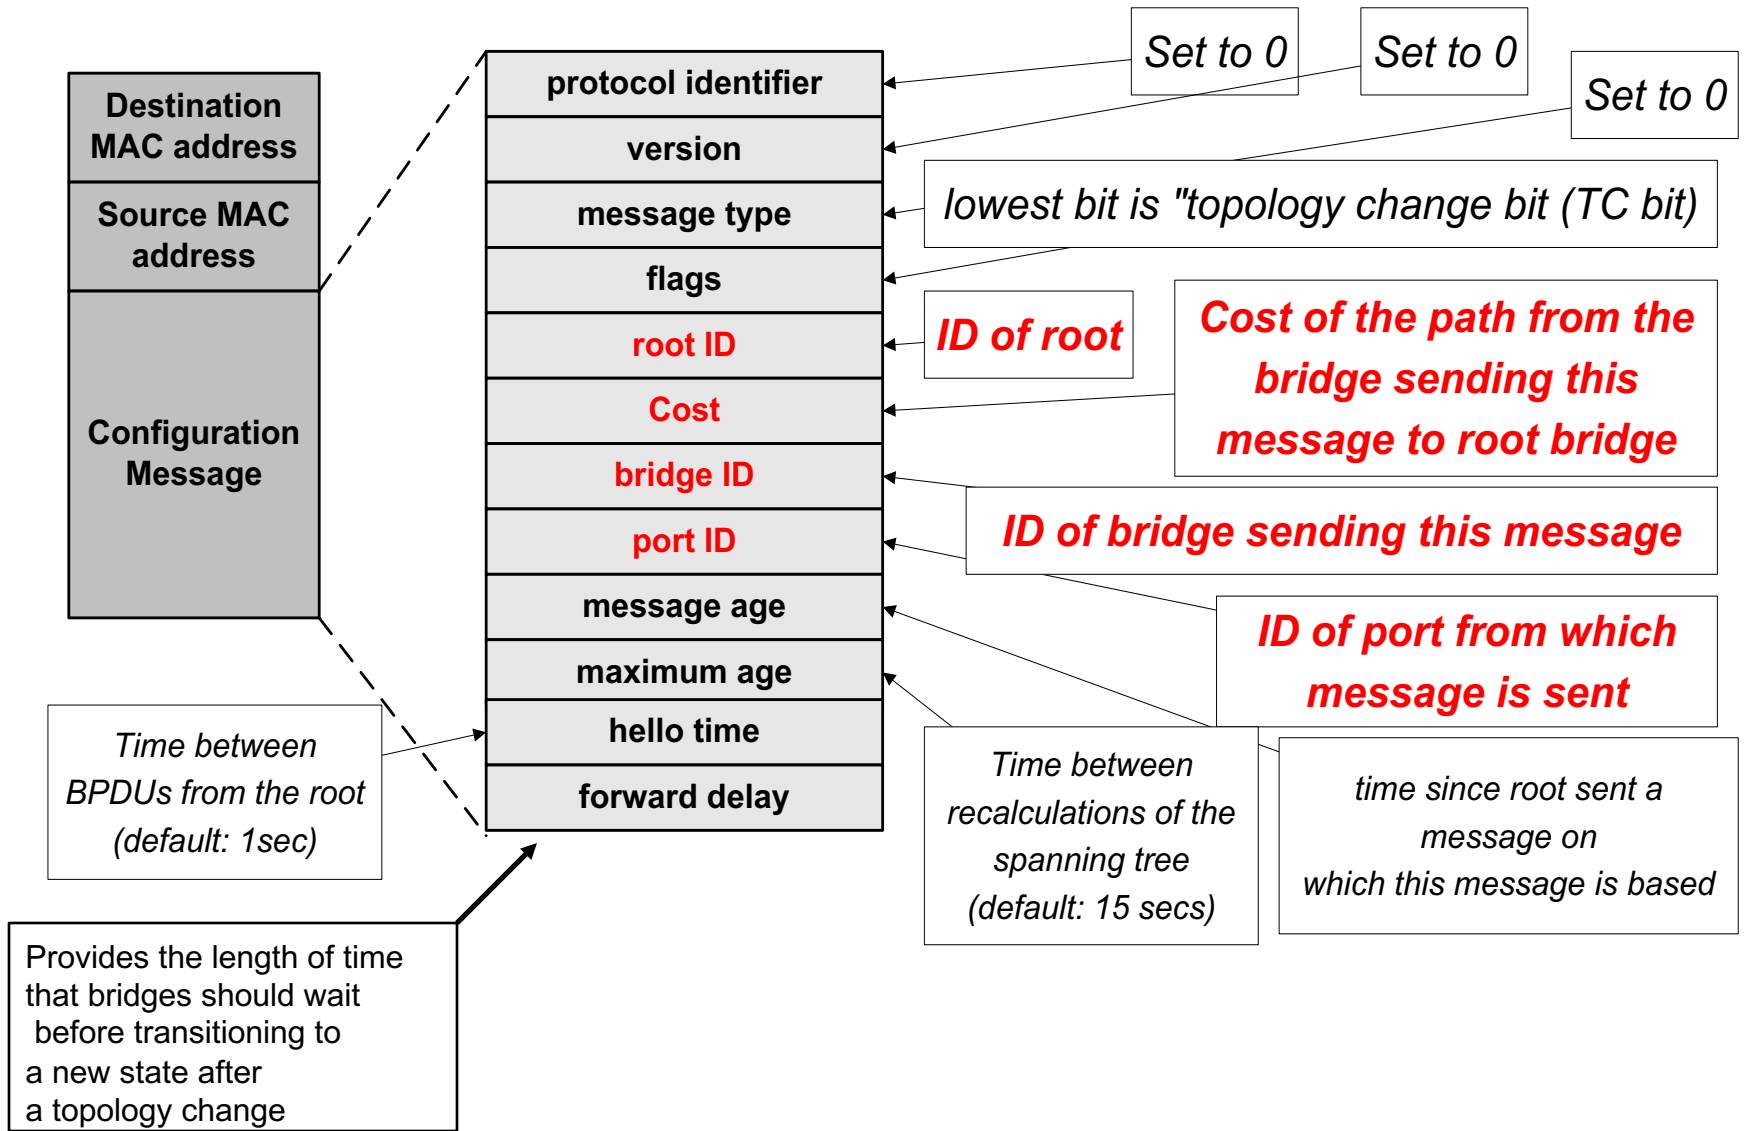 Destination
MAC address
Source MAC
address
Configuration
Message
protocol identifier
version
message type
flags
root ID
Cost
bridge ID
port ID
message age
maximum age
hello time
forward delay
Set to 0
Set to 0
Set to 0
lowest bit is "topology change bit (TC bit)
ID of root
Cost of the path from the
bridge sending this
message to root bridge
ID of bridge sending this message
ID of port from which
message is sent
time since root sent a
message on
which this message is based
Time between
recalculations of the
spanning tree
(default: 15 secs)
Time between
BPDUs from the root
(default: 1sec)
Provides the length of time
that bridges should wait
before transitioning to
a new state after
a topology change